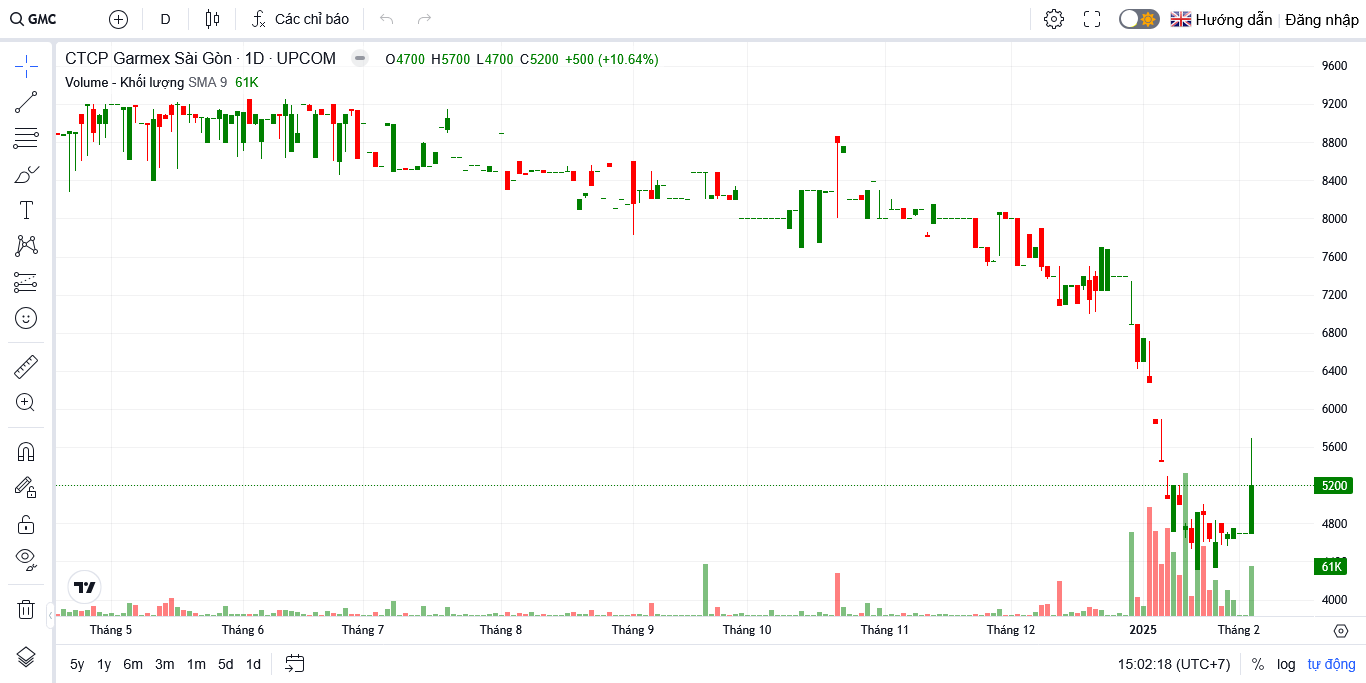 GMC D Các chỉ báo Hướng dẫn Đăng nhập
CTCP Garmex Sài Gòn · 1D · UPCOM O4700 H5700 L4700 C5200 +500 (+10.64%)
Volume - Khối lượng SMA 9 61K
9600
9200
8800
8400
8000
7600
7200
6800
6400
6000
5600
5200
4800
61K
4000
Tháng 5 Tháng 6 Tháng 7 Tháng 8 Tháng 9 Tháng 10 Tháng 11 Tháng 12 2025 Tháng 2
5y 1y 6m 3m 1m 5d 1d 15:02:18 (UTC+7) % log tự động